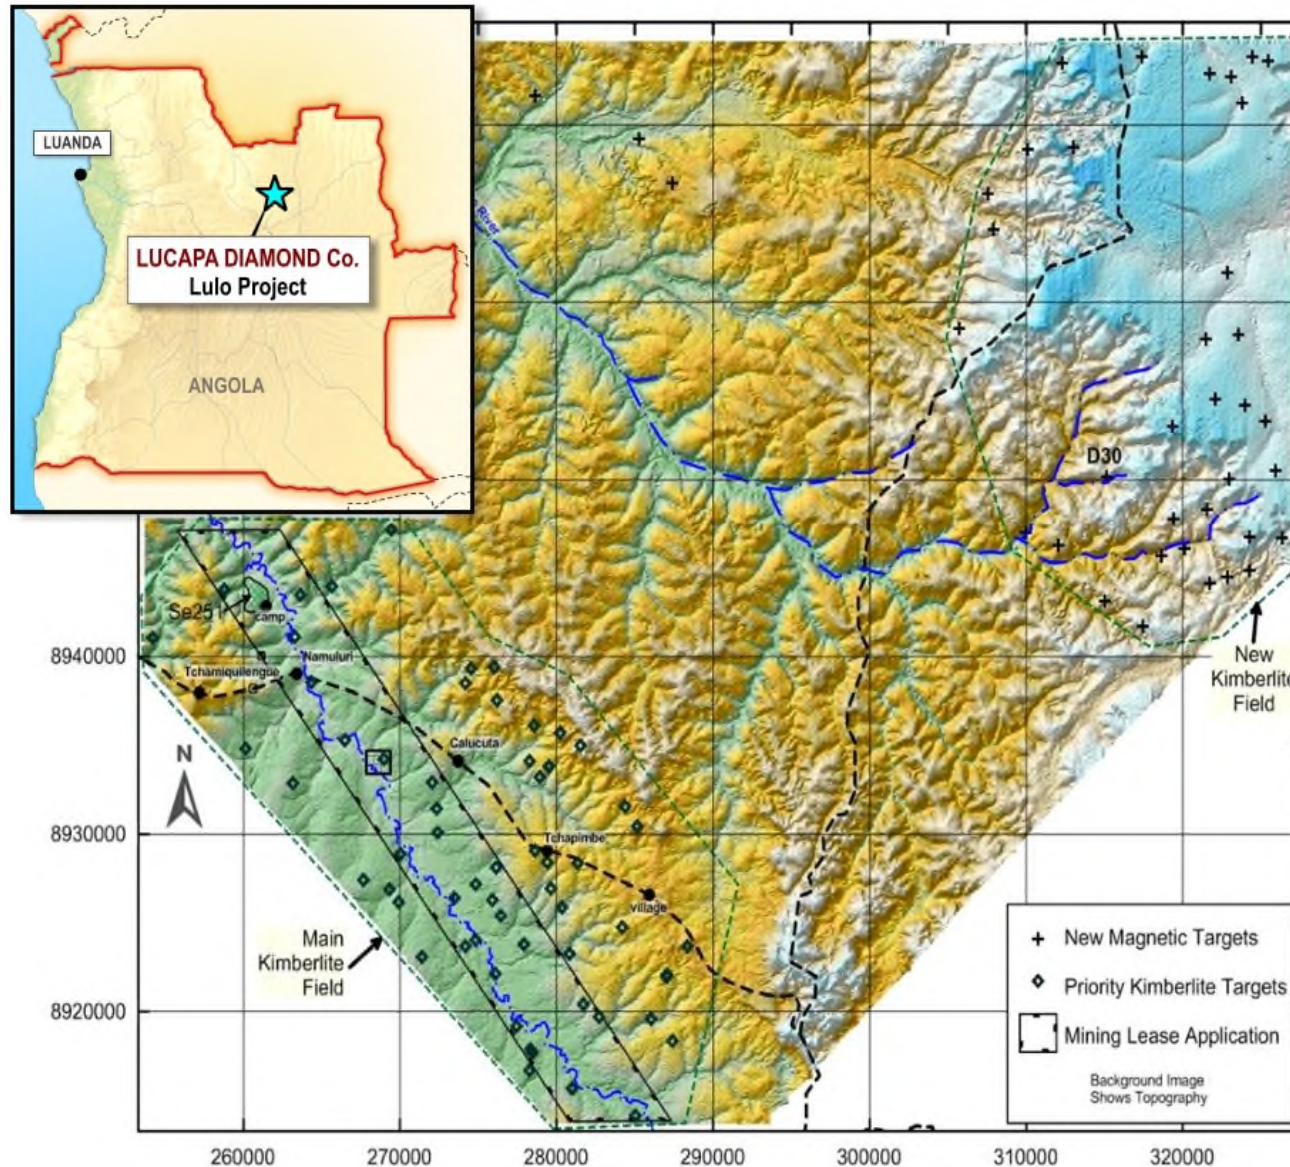 LUANDA
LUCAPA DIAMOND Co.
Lulo Project
ANGOLA
River
D30
Se251
camp
8940000
Tchamiquilengue
Namuluri
New
Kimberlite
Field
N
Calucuta
8930000
Tchapimbe
village
Main
Kimberlite
Field
New Magnetic Targets
Priority Kimberlite Targets
Mining Lease Application
Background Image
Shows Topography
8920000
260000 270000 280000 290000 300000 310000 320000